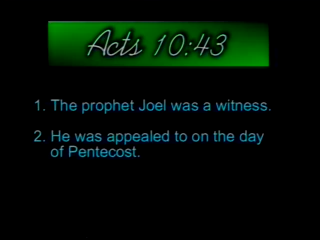 Acts 10:43
1. The prophet Joel was a witness.
2. He was appealed to on the day
of Pentecost.